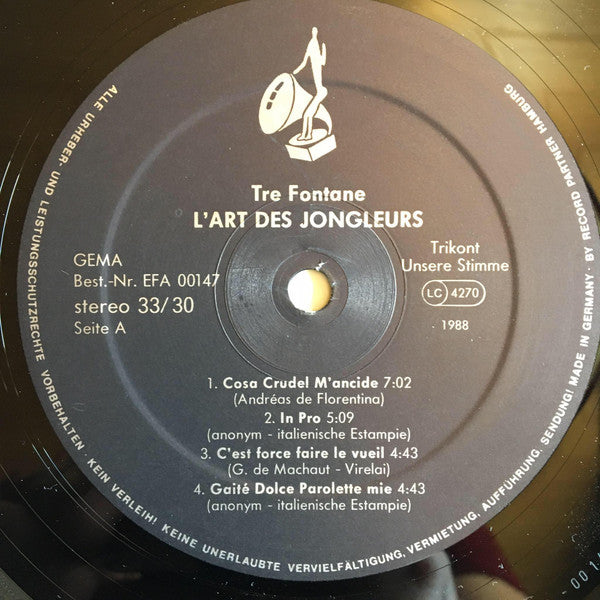 Tre Fontane
L'ART DES JONGLEURS
GEMA
Best.-Nr. EFA 00147
stereo 33/30
Seite A
Trikont
Unsere Stimme
LC 4270
1988
1. Cosa Crudel M'ancide 7:02
(Andréas de Florentina)
2. In Pro 5:09
(anonym - italienische Estampie)
3. C'est force faire le vueil 4:43
(G. de Machaut - Virelai)
4. Gaité Dolce Parolette mie 4:43
(anonym - italienische Estampie)
ALLE URHEBER- UND LEISTUNGSSCHUTZRECHTE VORBEHALTEN · KEIN VERLEIH! KEINE UNERLAUBTE VERVIELFÄLTIGUNG, VERMIETUNG, AUFFÜHRUNG, SENDUNG! MADE IN GERMANY · BY RECORD PARTNER HAMBURG